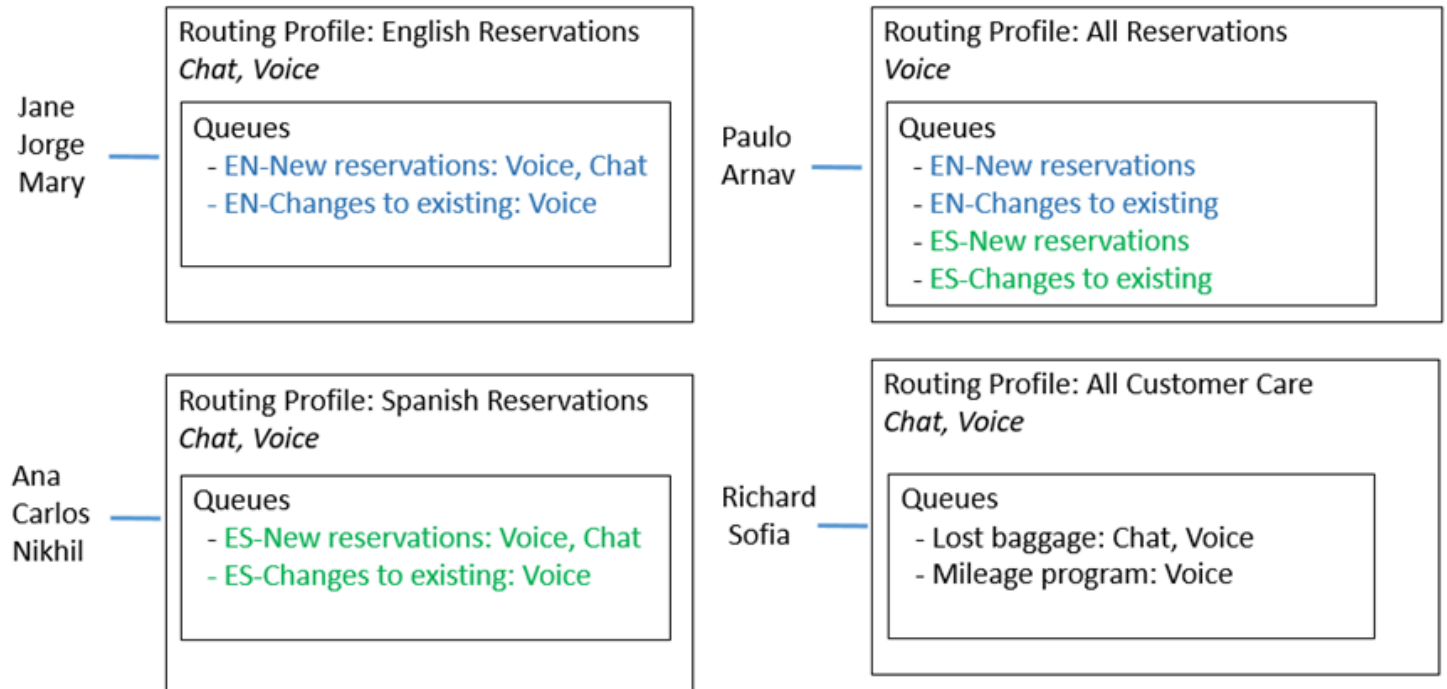 Jane
Jorge
Mary
Routing Profile: English Reservations
Chat, Voice
Queues
- EN-New reservations: Voice, Chat
- EN-Changes to existing: Voice
Paulo
Arnav
Routing Profile: All Reservations
Voice
Queues
- EN-New reservations
- EN-Changes to existing
- ES-New reservations
- ES-Changes to existing
Ana
Carlos
Nikhil
Routing Profile: Spanish Reservations
Chat, Voice
Queues
- ES-New reservations: Voice, Chat
- ES-Changes to existing: Voice
Richard
Sofia
Routing Profile: All Customer Care
Chat, Voice
Queues
- Lost baggage: Chat, Voice
- Mileage program: Voice